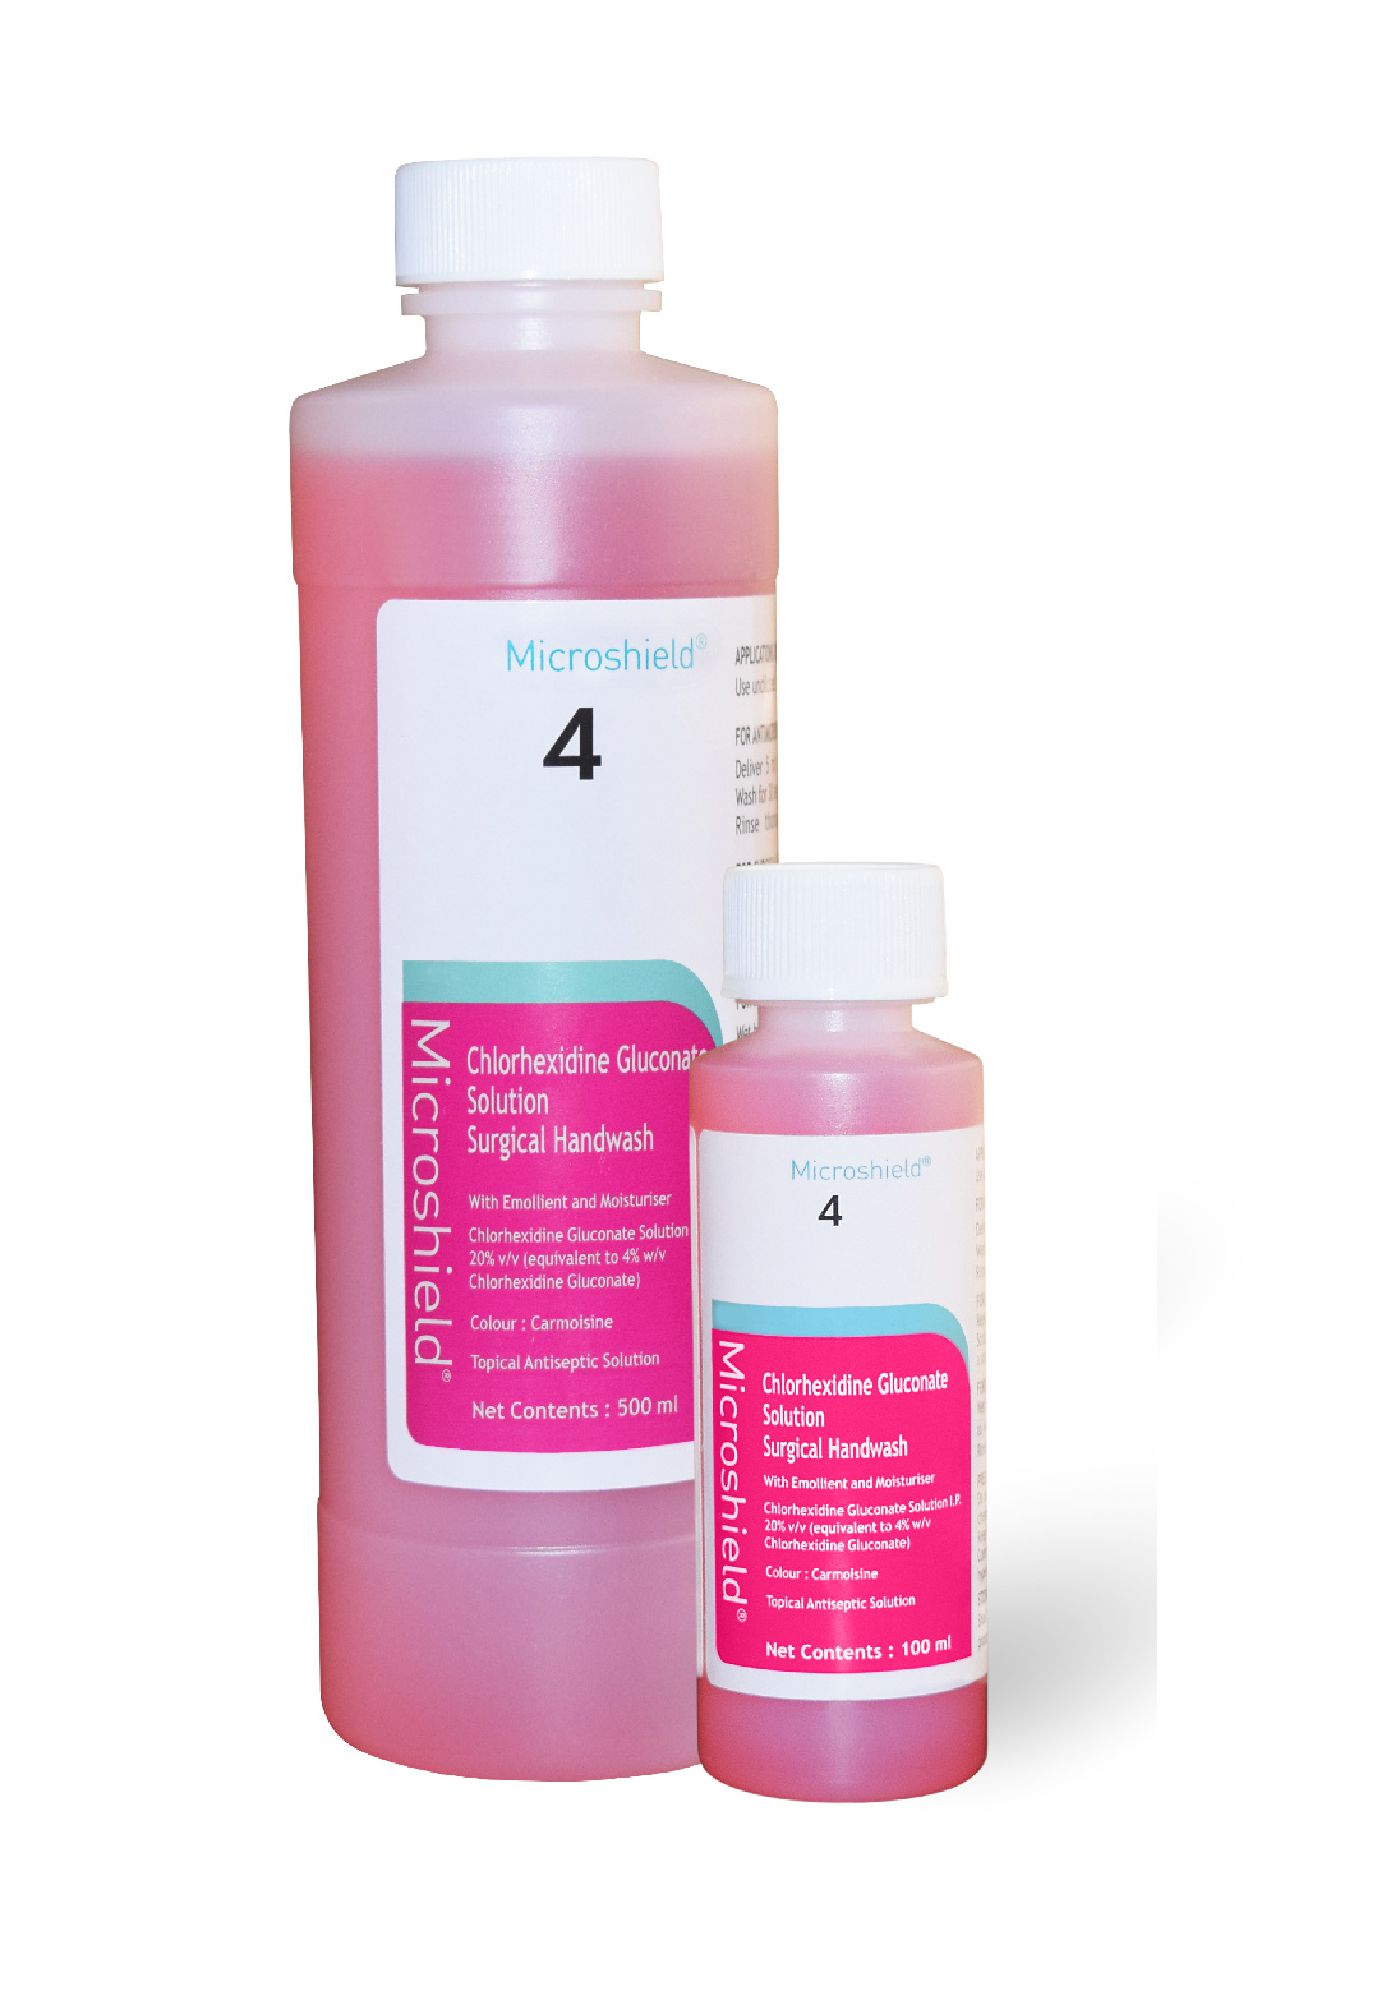 Microshield®
4
Use
Deliver
Wash for
Rinse
Microshield®
Chlorhexidine Gluconate
Solution
Surgical Handwash
With Emollient and Moisturiser
Chlorhexidine Gluconate Solution
20% v/v (equivalent to 4% w/v
Chlorhexidine Gluconate)
Colour : Carmoisine
Topical Antiseptic Solution
Net Contents : 500 ml
Microshield®
4
Microshield®
Chlorhexidine Gluconate
Solution
Surgical Handwash
With Emollient and Moisturiser
Chlorhexidine Gluconate Solution I.P.
20% v/v (equivalent to 4% w/v
Chlorhexidine Gluconate)
Colour : Carmoisine
Topical Antiseptic Solution
Net Contents : 100 ml